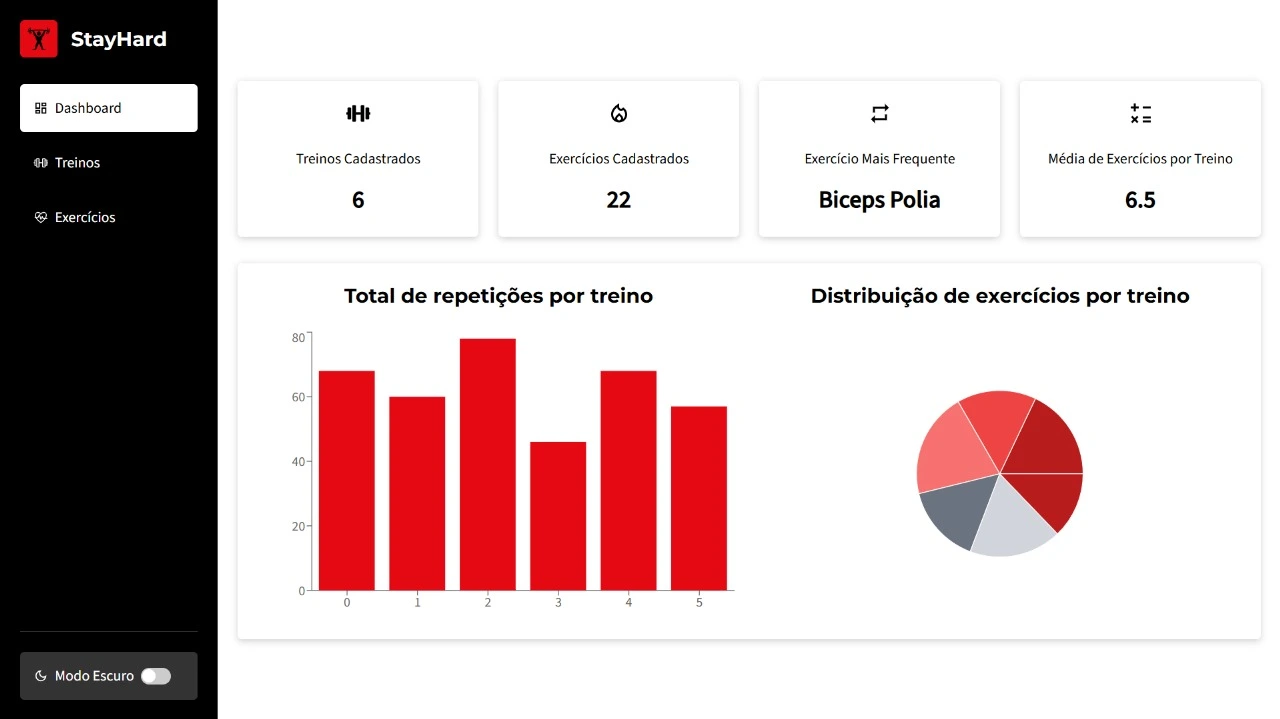 StayHard
Dashboard
Treinos
Exercícios
Modo Escuro
Treinos Cadastrados
6
Exercícios Cadastrados
22
Exercício Mais Frequente
Biceps Polia
Média de Exercícios por Treino
6.5
Total de repetições por treino
80
60
40
20
0
0 1 2 3 4 5
Distribuição de exercícios por treino